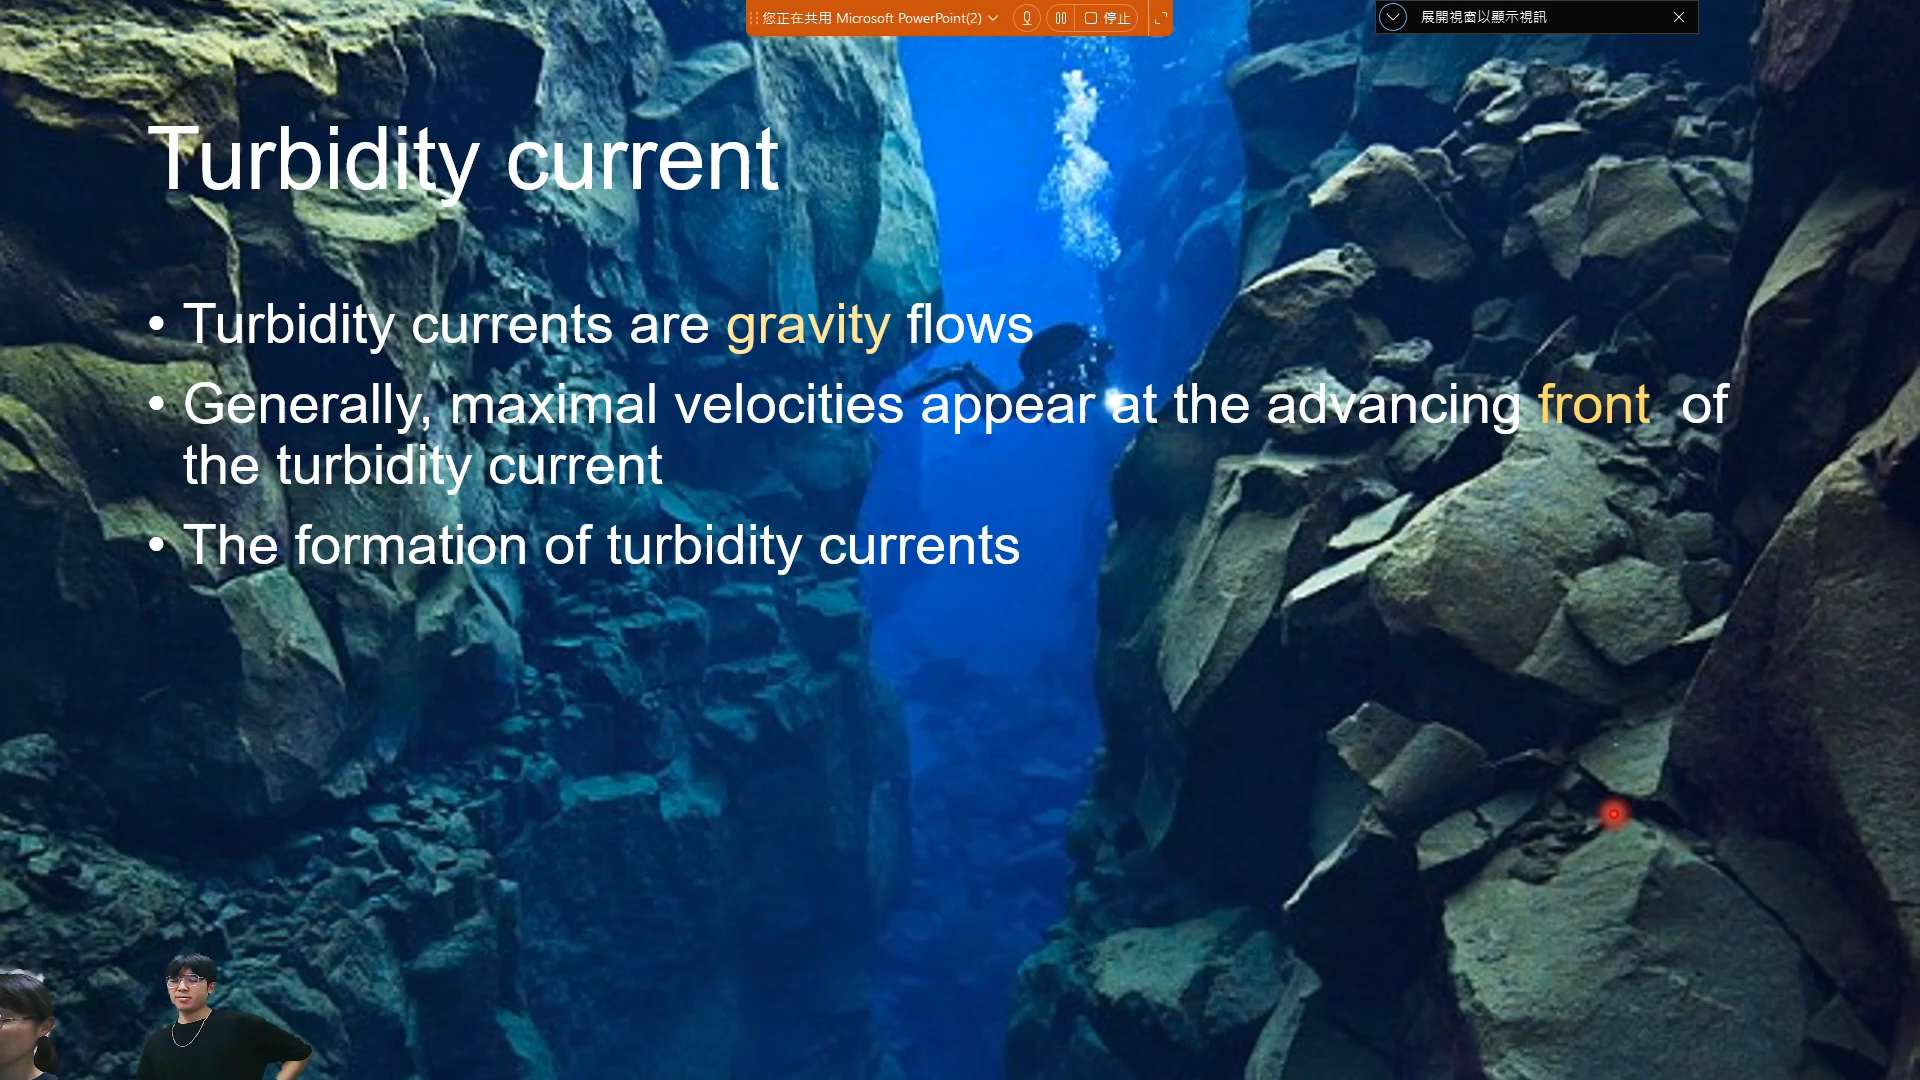 您正在共用 Microsoft PowerPoint(2)
停止
展開視窗以顯示視訊
Turbidity current
• Turbidity currents are gravity flows
• Generally, maximal velocities appear at the advancing front of
the turbidity current
• The formation of turbidity currents